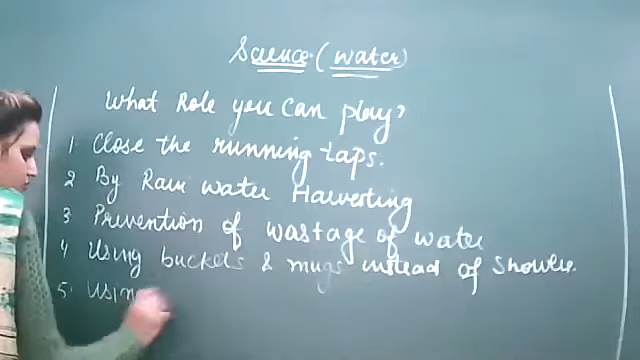 Science (water)
What Role you can play?
1. Close the running taps.
2 By Rain water Harvesting
3 Prevention of wastage of water
4 Using buckets & mugs instead of shower.
5. Using